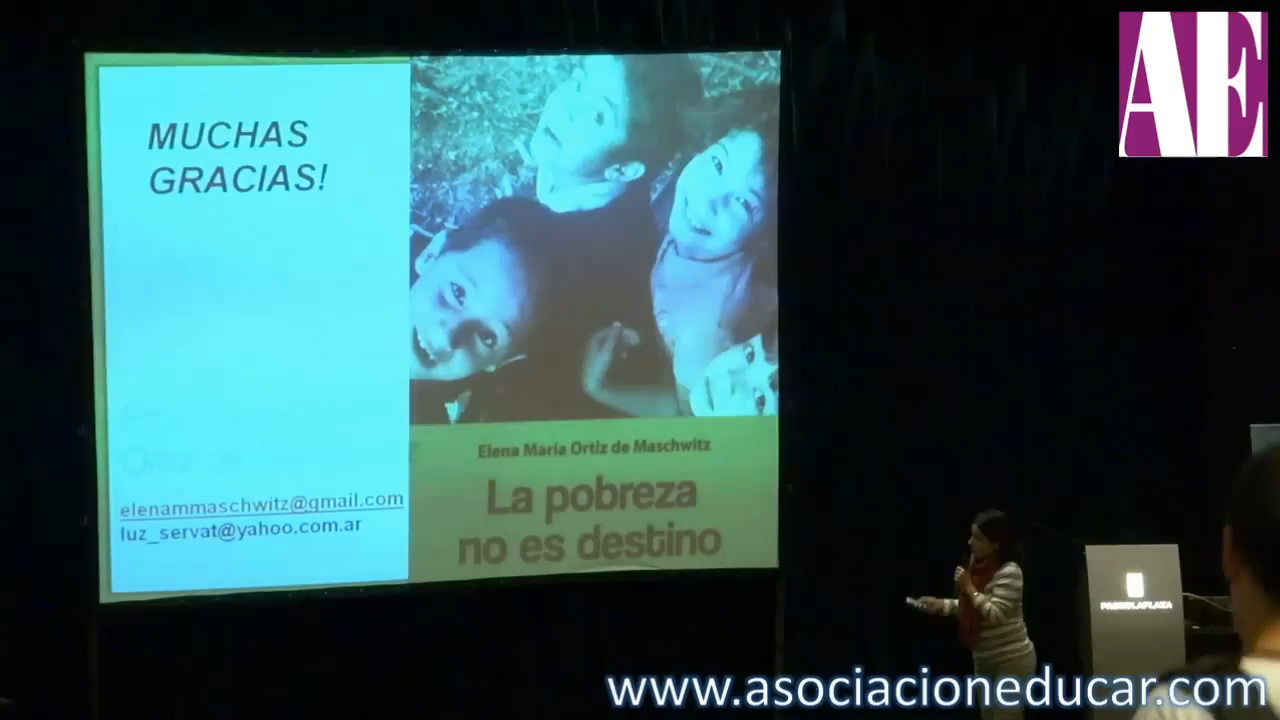 AE
MUCHAS
GRACIAS!
elenammaschwitz@gmail.com
luz_servat@yahoo.com.ar
Elena María Ortiz de Maschwitz
La pobreza
no es destino
www.asociacioneducar.com